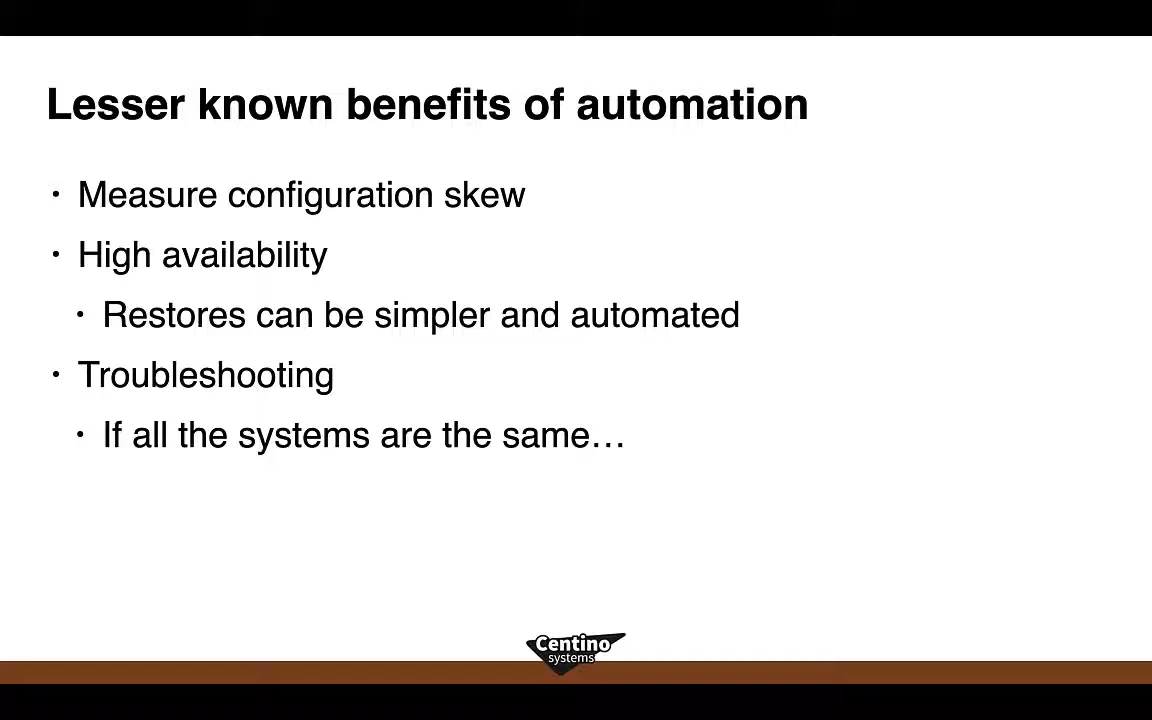 Lesser known benefits of automation
• Measure configuration skew
• High availability
• Restores can be simpler and automated
• Troubleshooting
• If all the systems are the same…
Centino
systems